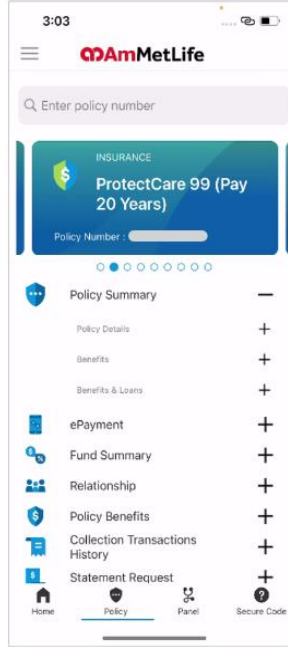 3:03
AmMetLife
Enter policy number
INSURANCE
ProtectCare 99 (Pay
20 Years)
Policy Number :
Policy Summary
Policy Details
Benefits
Benefits & Loans
ePayment
Fund Summary
Relationship
Policy Benefits
Collection Transactions
History
Statement Request
Home
Policy
Panel
Secure Code